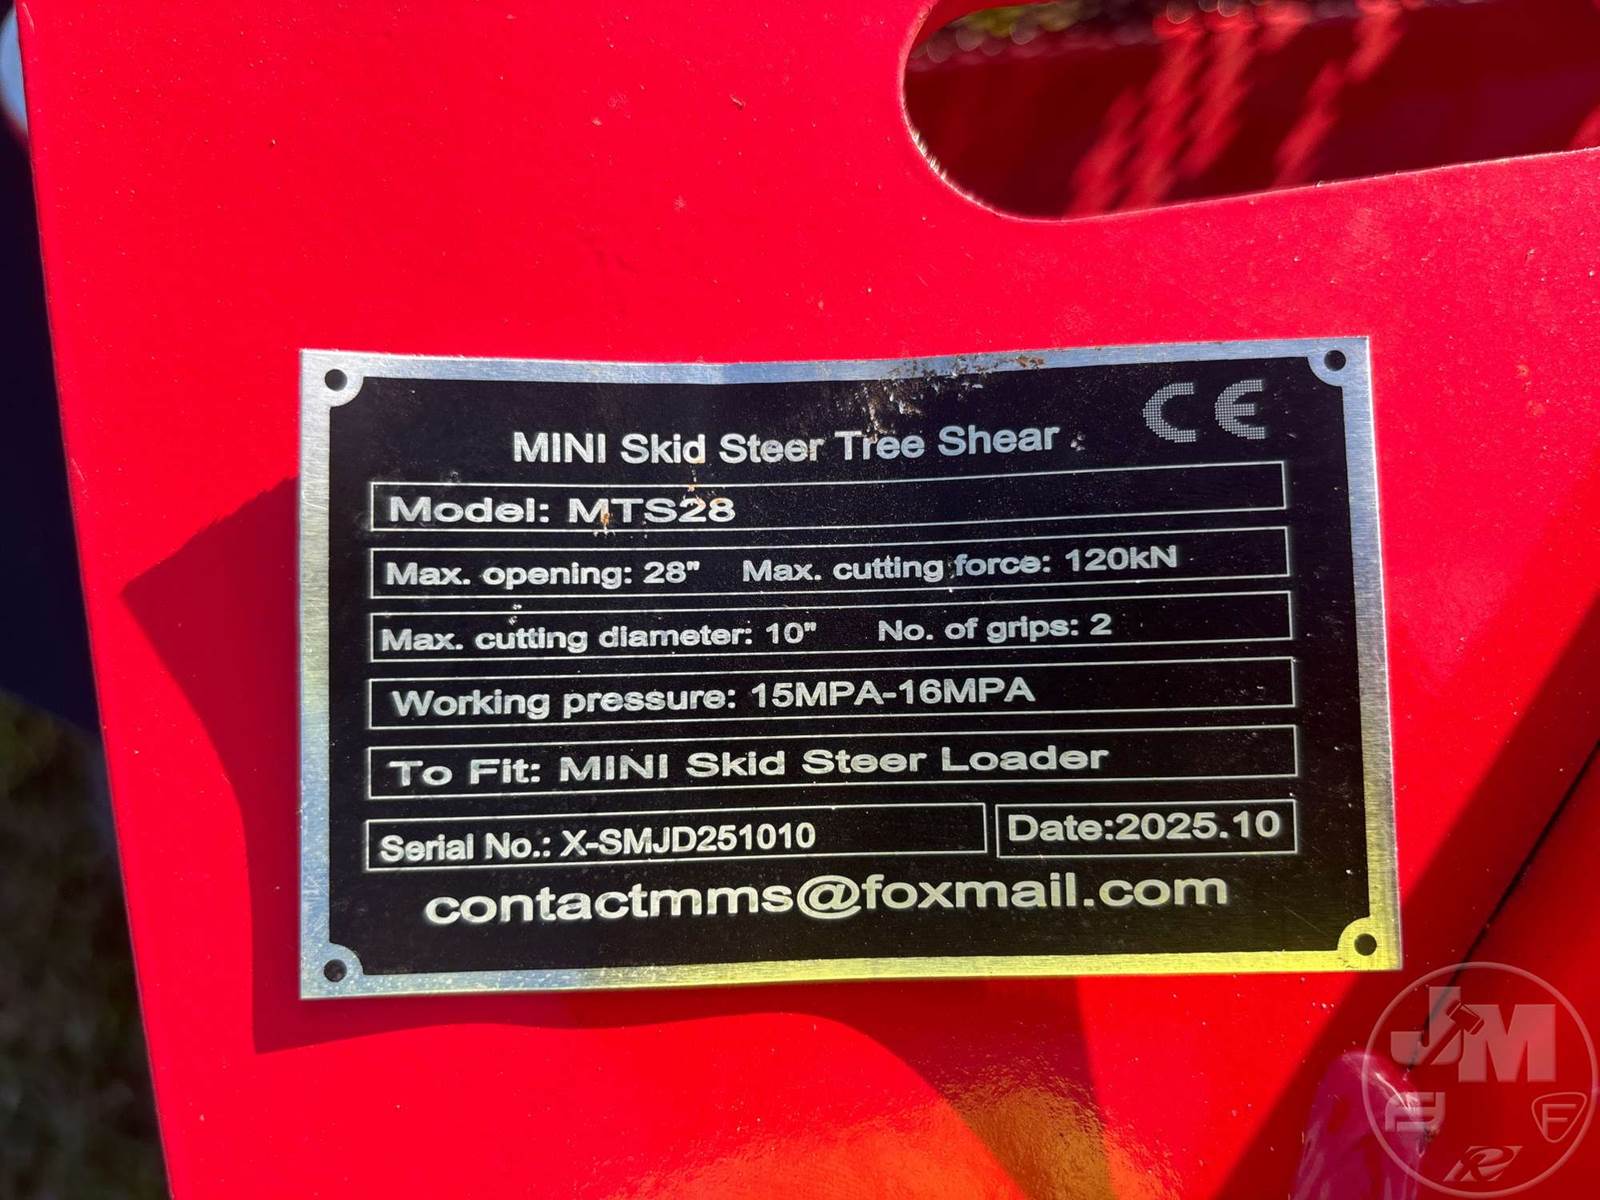 CE
MINI Skid Steer Tree Shear
Model: MTS28
Max. opening: 28" Max. cutting force: 120kN
Max. cutting diameter: 10" No. of grips: 2
Working pressure: 15MPA-16MPA
To Fit: MINI Skid Steer Loader
Serial No.: X-SMJD251010 Date:2025.10
contactmms@foxmail.com
JM